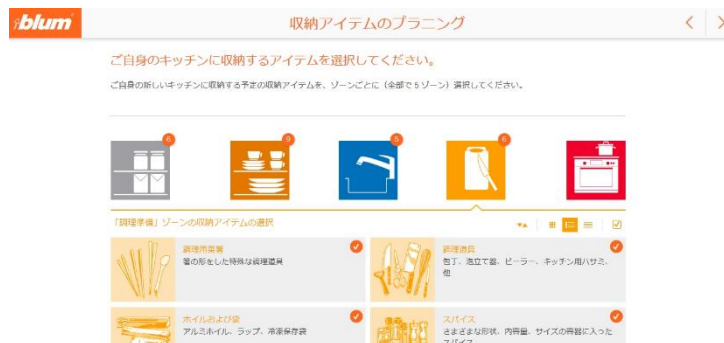 blum
収納アイテムのプラニング
ご自身のキッチンに収納するアイテムを選択してください。
ご自身の新しいキッチンに収納する予定の収納アイテムを、ゾーンごとに（全部で5ゾーン）選択してください。
6
9
5
6
「調理準備」ゾーンの収納アイテムの選択
調理用菜箸
箸の形をした特殊な調理道具
調理道具
包丁、泡立て器、ピーラー、キッチン用ハサミ、
他
ホイルおよび袋
アルミホイル、ラップ、冷凍保存袋
スパイス
さまざまな形状、内容量、サイズの容器に入った
スパイス